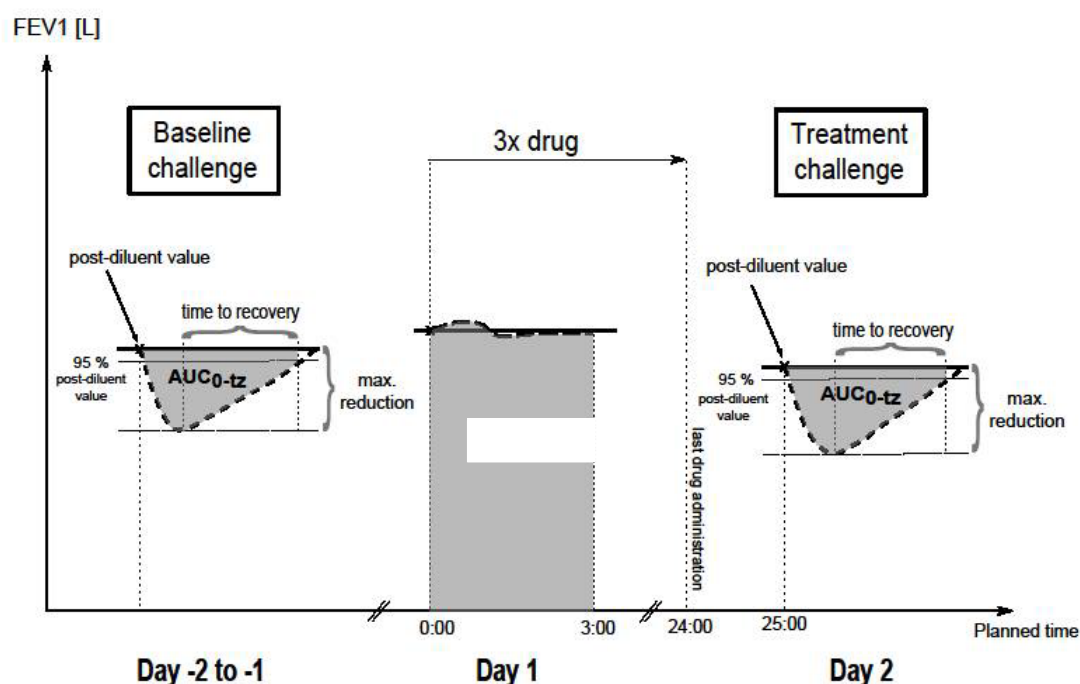 FEV1 [L]
Baseline
challenge
3x drug
Treatment
challenge
post-diluent value
time to recovery
95 %
post-diluent
value
AUC0-tz
max.
reduction
last drug administration
post-diluent value
time to recovery
95 %
post-diluent
value
AUC0-tz
max.
reduction
0:00
3:00
24:00
25:00
Planned time
Day -2 to -1
Day 1
Day 2